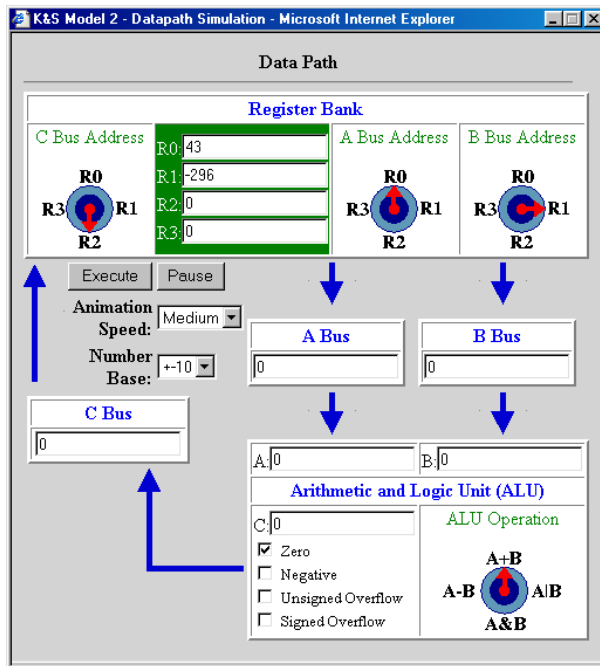 K&S Model 2 - Datapath Simulation - Microsoft Internet Explorer
Data Path
Register Bank
C Bus Address
R0
R3
R1
R2
R0: 43
R1: -296
R2: 0
R3: 0
A Bus Address
R0
R3
R1
R2
B Bus Address
R0
R3
R1
R2
Execute
Pause
Animation
Speed:
Medium
Number
Base:
+-10
A Bus
0
B Bus
0
C Bus
0
A: 0
B: 0
Arithmetic and Logic Unit (ALU)
C: 0
Zero
Negative
Unsigned Overflow
Signed Overflow
ALU Operation
A+B
A-B
A|B
A&B